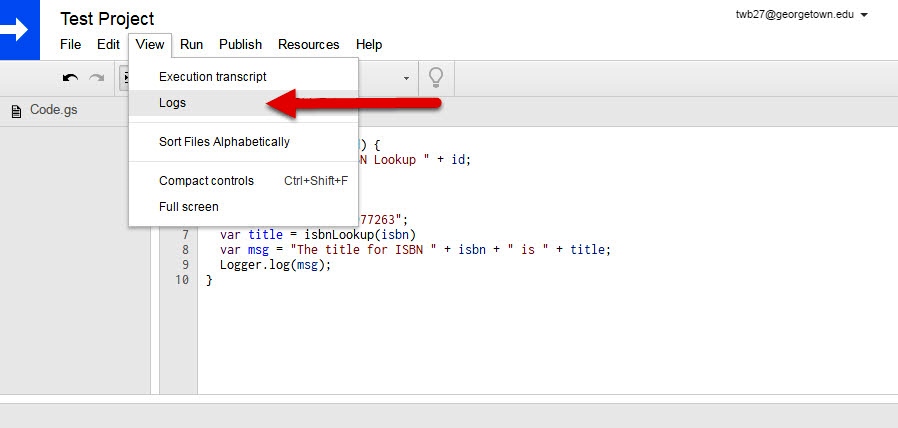 Test Project
twb27@georgetown.edu
File Edit View Run Publish Resources Help
Execution transcript
Logs
Code.gs
Sort Files Alphabetically
) {
N Lookup " + id;
Compact controls Ctrl+Shift+F
Full screen
77263";
7 var title = isbnLookup(isbn)
8 var msg = "The title for ISBN " + isbn + " is " + title;
9 Logger.log(msg);
10 }